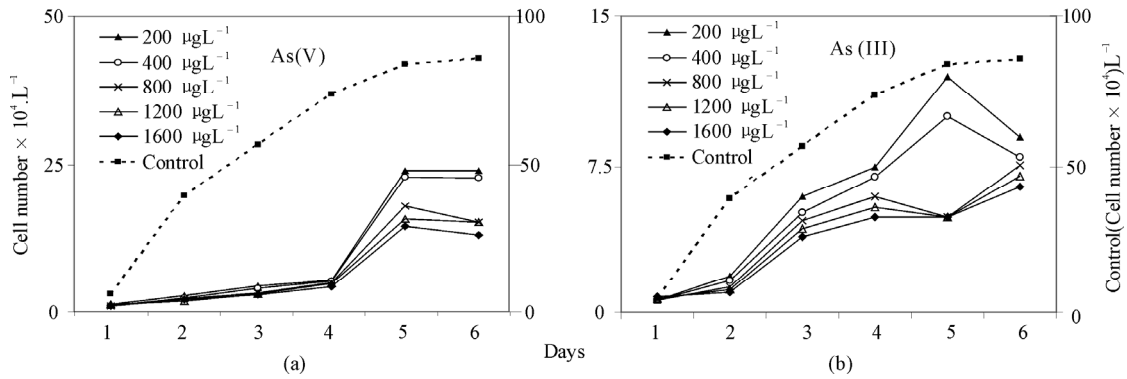 50
100
As(V)
200 μgL⁻¹
400 μgL⁻¹
800 μgL⁻¹
1200 μgL⁻¹
1600 μgL⁻¹
Control
25
50
0
0
1 2 3 4 5 6
Cell number × 10⁴.L⁻¹
(a)
Days
15
100
As (III)
200 μgL⁻¹
400 μgL⁻¹
800 μgL⁻¹
1200 μgL⁻¹
1600 μgL⁻¹
Control
7.5
50
0
0
1 2 3 4 5 6
Control(Cell number × 10⁴)L⁻¹
(b)